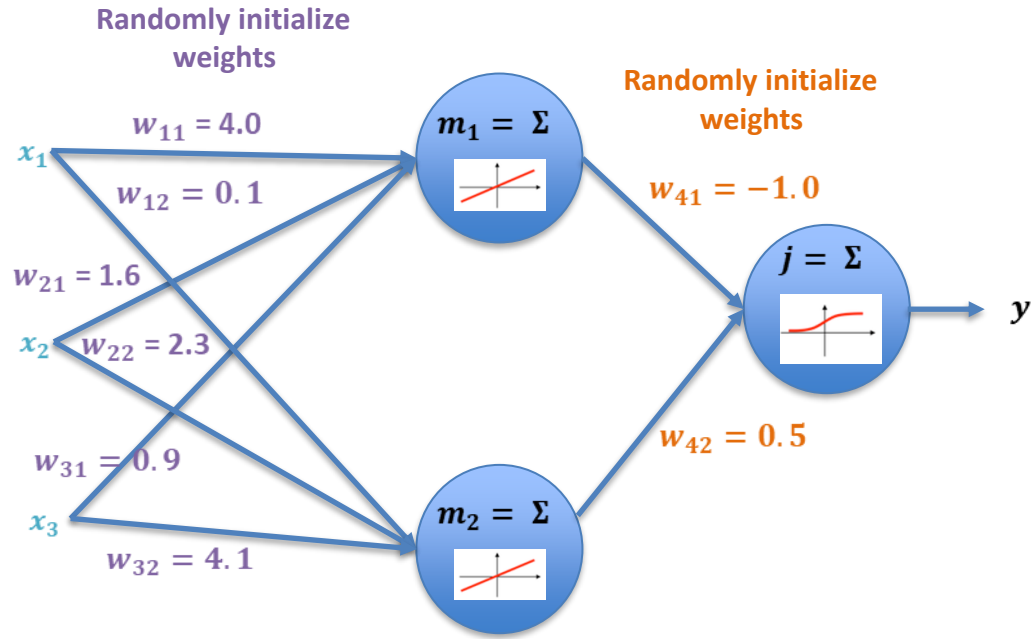 Randomly initialize
weights
Randomly initialize
weights
w₁₁ = 4.0
m₁ = Σ
x₁
w₁₂ = 0.1
w₄₁ = −1.0
j = Σ
w₂₁ = 1.6
y
x₂
w₂₂ = 2.3
w₄₂ = 0.5
w₃₁ = 0.9
x₃
m₂ = Σ
w₃₂ = 4.1